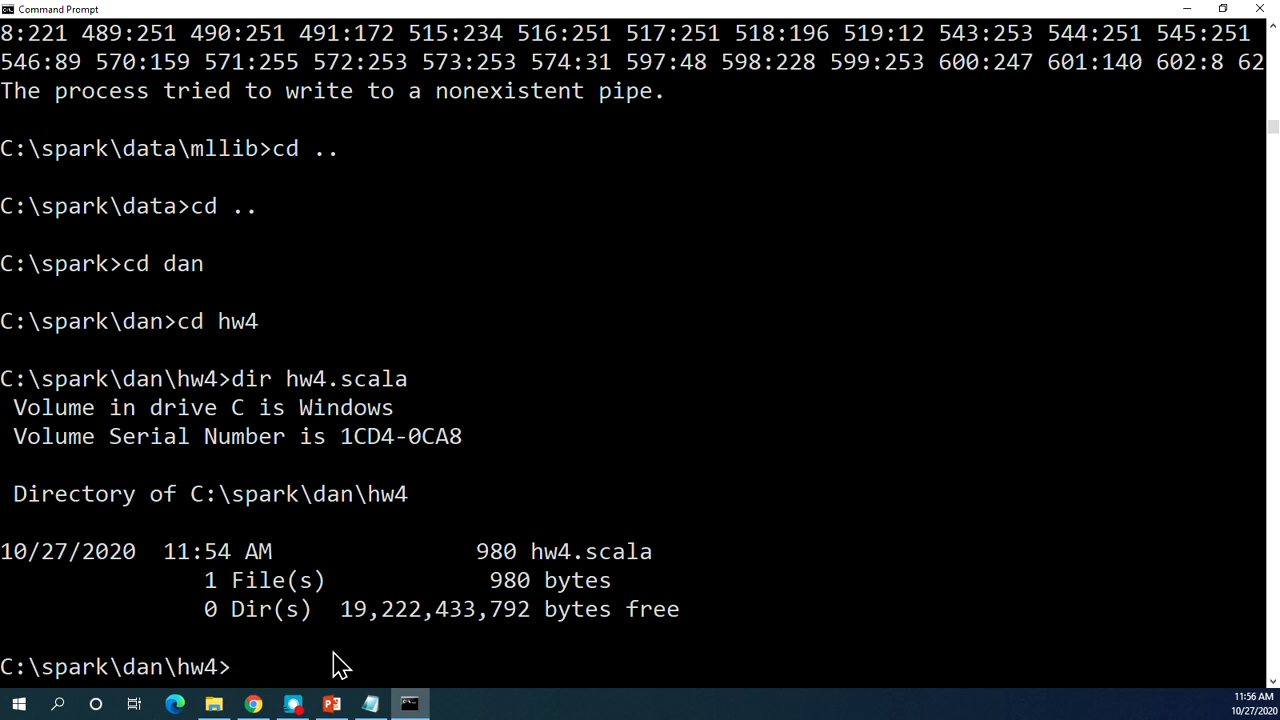 Command Prompt
8:221 489:251 490:251 491:172 515:234 516:251 517:251 518:196 519:12 543:253 544:251 545:251
546:89 570:159 571:255 572:253 573:253 574:31 597:48 598:228 599:253 600:247 601:140 602:8 62
The process tried to write to a nonexistent pipe.
C:\spark\data\mllib>cd ..
C:\spark\data>cd ..
C:\spark>cd dan
C:\spark\dan>cd hw4
C:\spark\dan\hw4>dir hw4.scala
Volume in drive C is Windows
Volume Serial Number is 1CD4-0CA8
Directory of C:\spark\dan\hw4
10/27/2020 11:54 AM 980 hw4.scala
1 File(s) 980 bytes
0 Dir(s) 19,222,433,792 bytes free
C:\spark\dan\hw4>
11:56 AM
10/27/2020